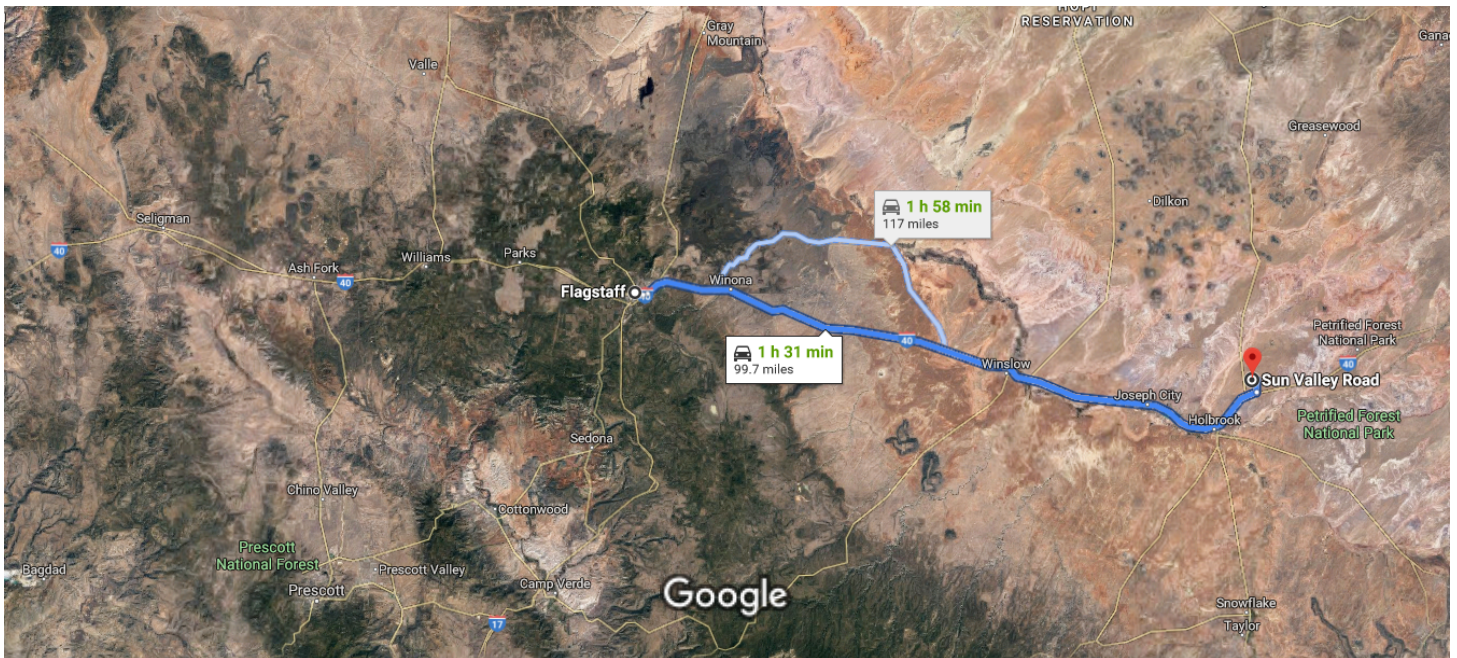 HOPI
RESERVATION
Gray
Mountain
Valle
Greasewood
Dilkon
1 h 58 min
117 miles
Seligman
40
Ash Fork
40
Williams
Parks
Flagstaff
Winona
1 h 31 min
99.7 miles
40
Winslow
Joseph City
Holbrook
Petrified Forest
National Park
40
Sun Valley Road
Petrified Forest
National Park
Sedona
Chino Valley
Cottonwood
Prescott
National Forest
Bagdad
Prescott Valley
Prescott
Camp Verde
Google
17
Snowflake
Taylor